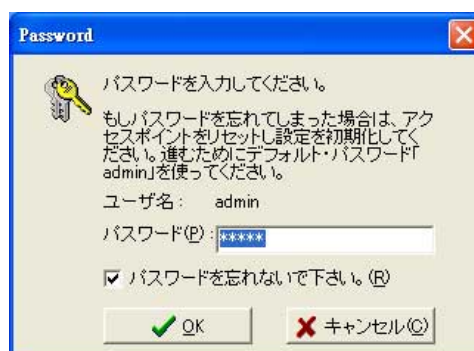 Password
パスワードを入力してください。
もしパスワードを忘れてしまった場合は、アク
セスポイントをリセットし設定を初期化してく
ださい。進むためにデフォルト・パスワード「
admin」を使ってください。
ユーザ名： admin
パスワード(P)： *****
パスワードを忘れないで下さい。(R)
OK キャンセル(C)